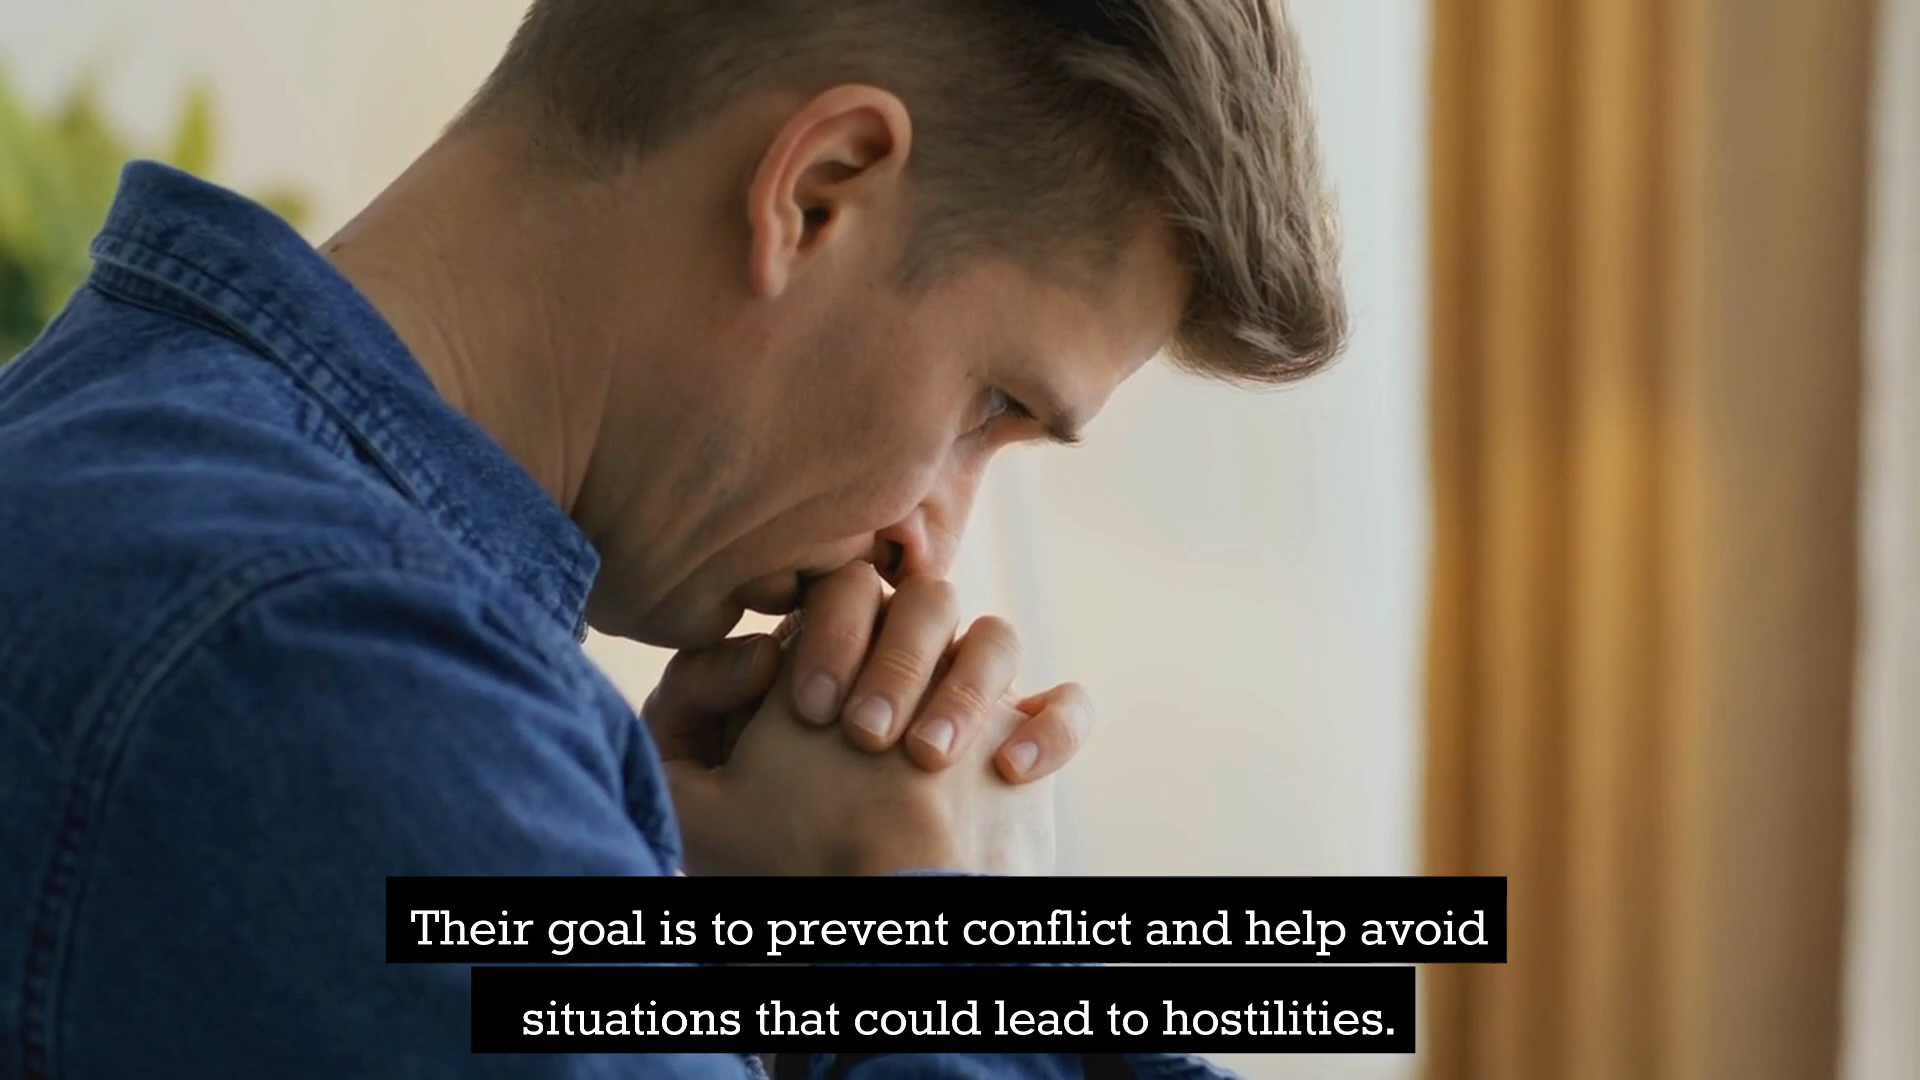 Their goal is to prevent conflict and help avoid
situations that could lead to hostilities.